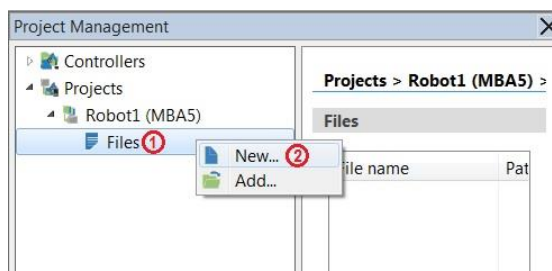 Project Management
Controllers
Projects
Robot1 (MBA5)
Files 1
New... 2
Add...
Projects > Robot1 (MBA5) >
Files
File name Pat